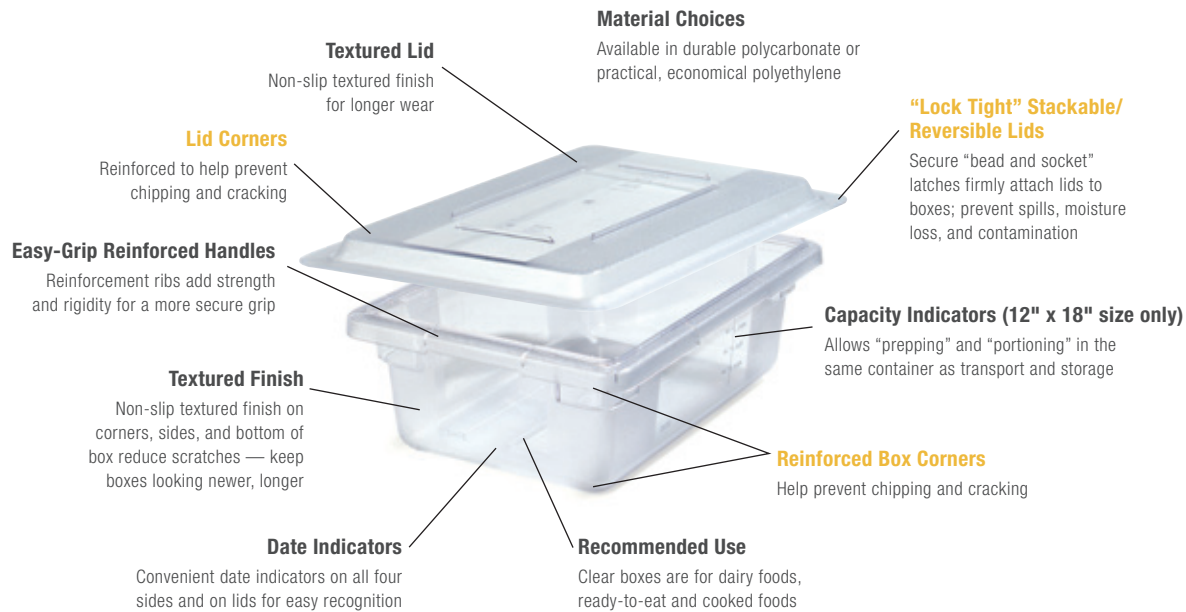 Material Choices
Available in durable polycarbonate or
practical, economical polyethylene
Textured Lid
Non-slip textured finish
for longer wear
“Lock Tight” Stackable/
Reversible Lids
Secure “bead and socket”
latches firmly attach lids to
boxes; prevent spills, moisture
loss, and contamination
Lid Corners
Reinforced to help prevent
chipping and cracking
Easy-Grip Reinforced Handles
Reinforcement ribs add strength
and rigidity for a more secure grip
Capacity Indicators (12" x 18" size only)
Allows “prepping” and “portioning” in the
same container as transport and storage
Textured Finish
Non-slip textured finish on
corners, sides, and bottom of
box reduce scratches — keep
boxes looking newer, longer
Reinforced Box Corners
Help prevent chipping and cracking
Date Indicators
Convenient date indicators on all four
sides and on lids for easy recognition
Recommended Use
Clear boxes are for dairy foods,
ready-to-eat and cooked foods